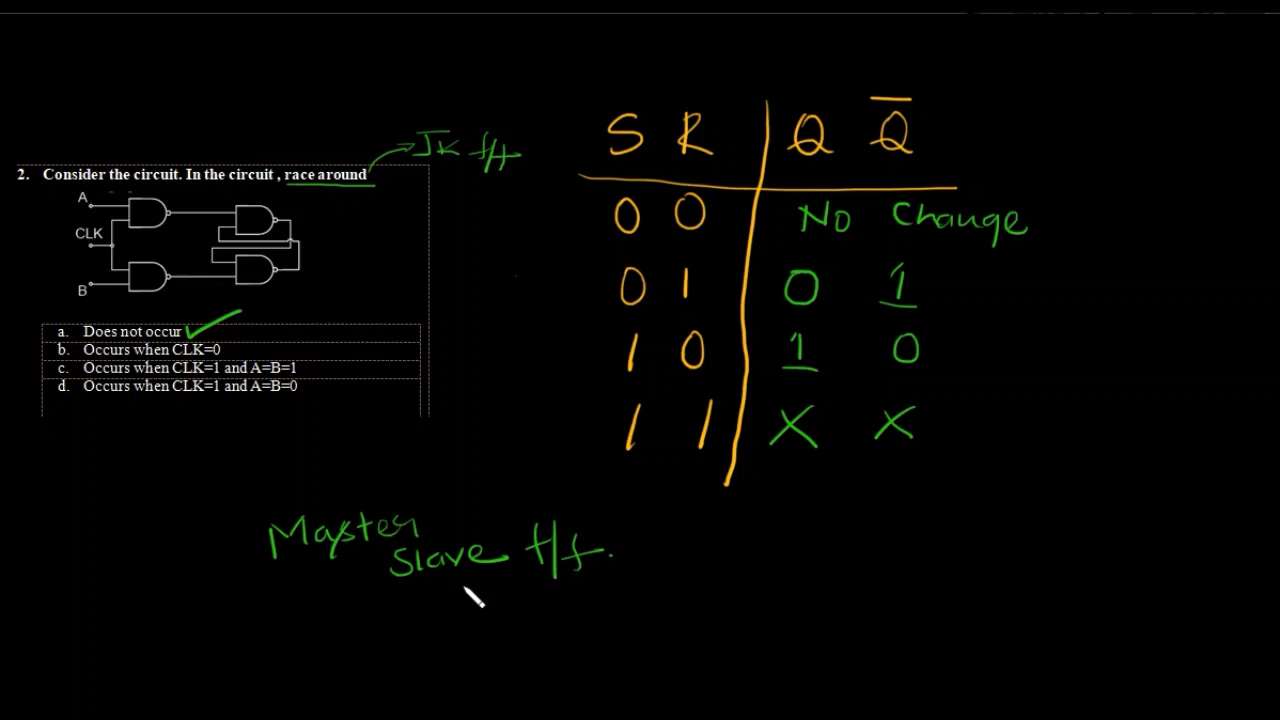 2. Consider the circuit. In the circuit , race around
JK f/f
A
CLK
B
a. Does not occur
b. Occurs when CLK=0
c. Occurs when CLK=1 and A=B=1
d. Occurs when CLK=1 and A=B=0
S R Q Q̅
0 0 No Change
0 1 0 1
1 0 1 0
1 1 X X
Master
Slave f/f.